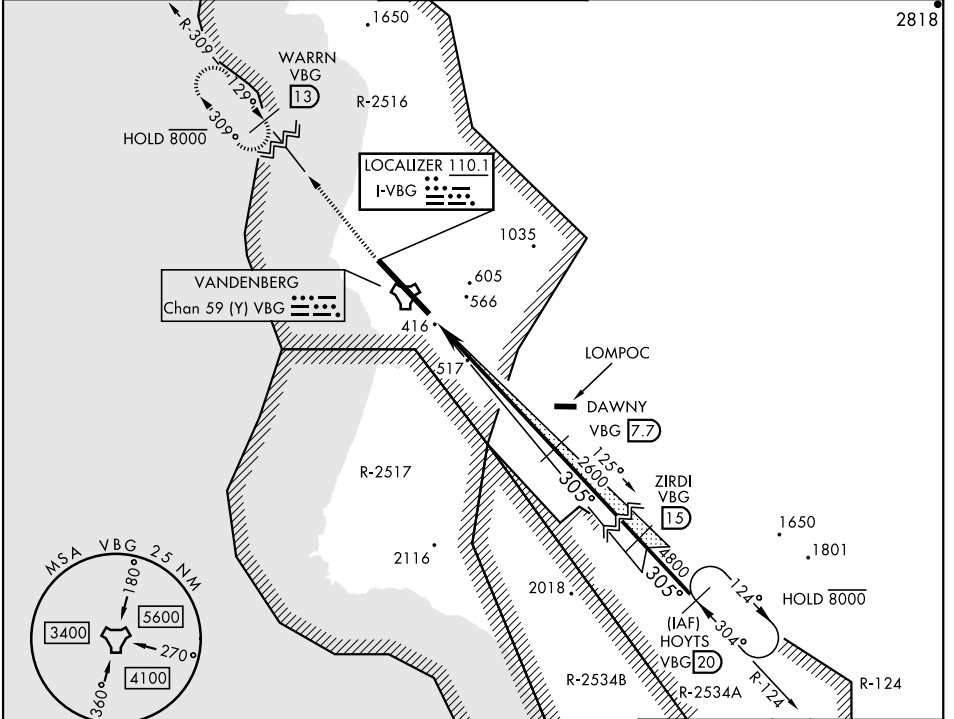 1650
2818
R-309
WARRN
VBG
13
129°
309°
HOLD 8000
R-2516
LOCALIZER 110.1
I-VBG
1035
605
566
VANDENBERG
Chan 59 (Y) VBG
416
517
LOMPOC
DAWNY
VBG 7.7
125°
2600
305°
ZIRDI
VBG
15
R-2517
1650
1801
2116
4800
305°
2018
124°
304°
HOLD 8000
(IAF)
HOYTS
VBG 20
R-124
R-124
R-2534B
R-2534A
MSA VBG 25 NM
180°
5600
3400
270°
4100
360°